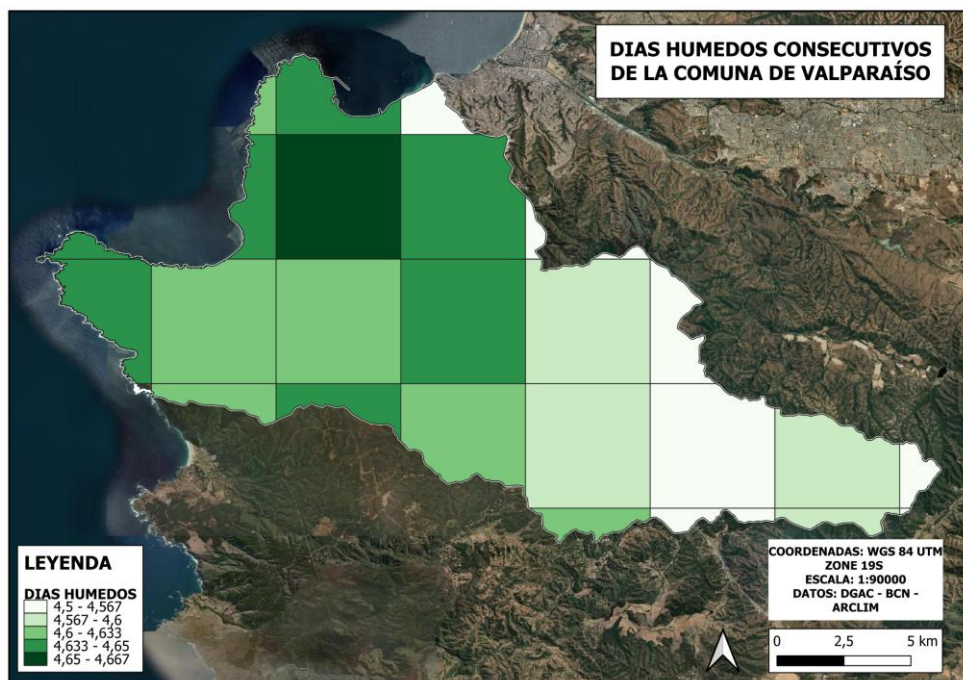 DIAS HUMEDOS CONSECUTIVOS
DE LA COMUNA DE VALPARAÍSO
LEYENDA
DIAS HUMEDOS
4,5 - 4,567
4,567 - 4,6
4,6 - 4,633
4,633 - 4,65
4,65 - 4,667
COORDENADAS: WGS 84 UTM
ZONE 19S
ESCALA: 1:90000
DATOS: DGAC - BCN -
ARCLIM
0 2,5 5 km